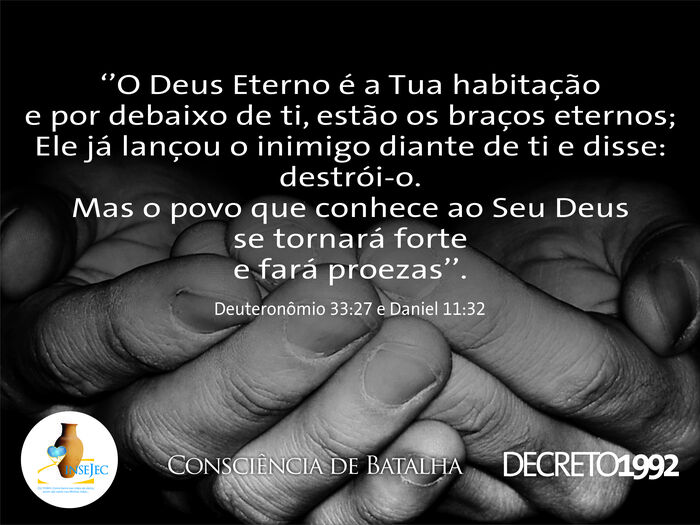 ‘’O Deus Eterno é a Tua habitação
e por debaixo de ti, estão os braços eternos;
Ele já lançou o inimigo diante de ti e disse:
destrói-o.
Mas o povo que conhece ao Seu Deus
se tornará forte
e fará proezas’’.
Deuteronômio 33:27 e Daniel 11:32
INSEJEC
CONSCIÊNCIA DE BATALHA
DECRETO1992